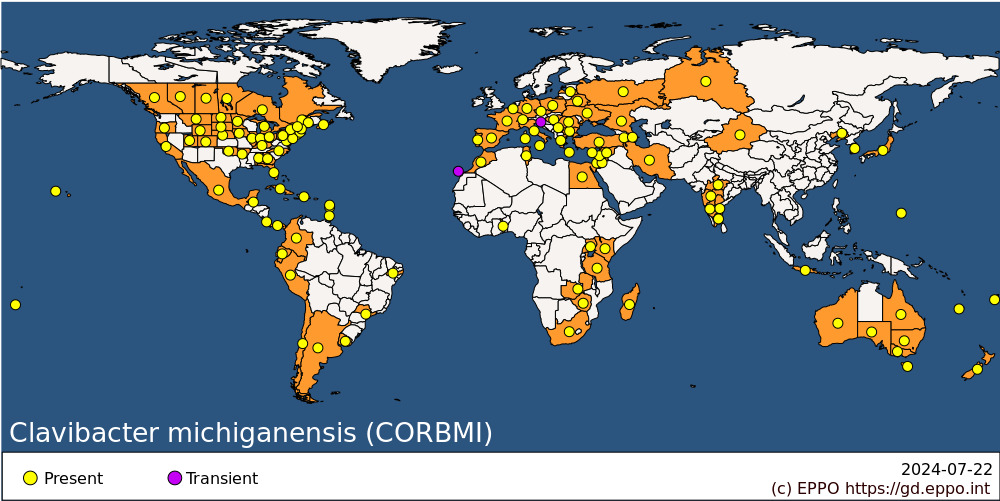 Clavibacter michiganensis (CORBMI)
Present
Transient
2024-07-22
(c) EPPO https://gd.eppo.int